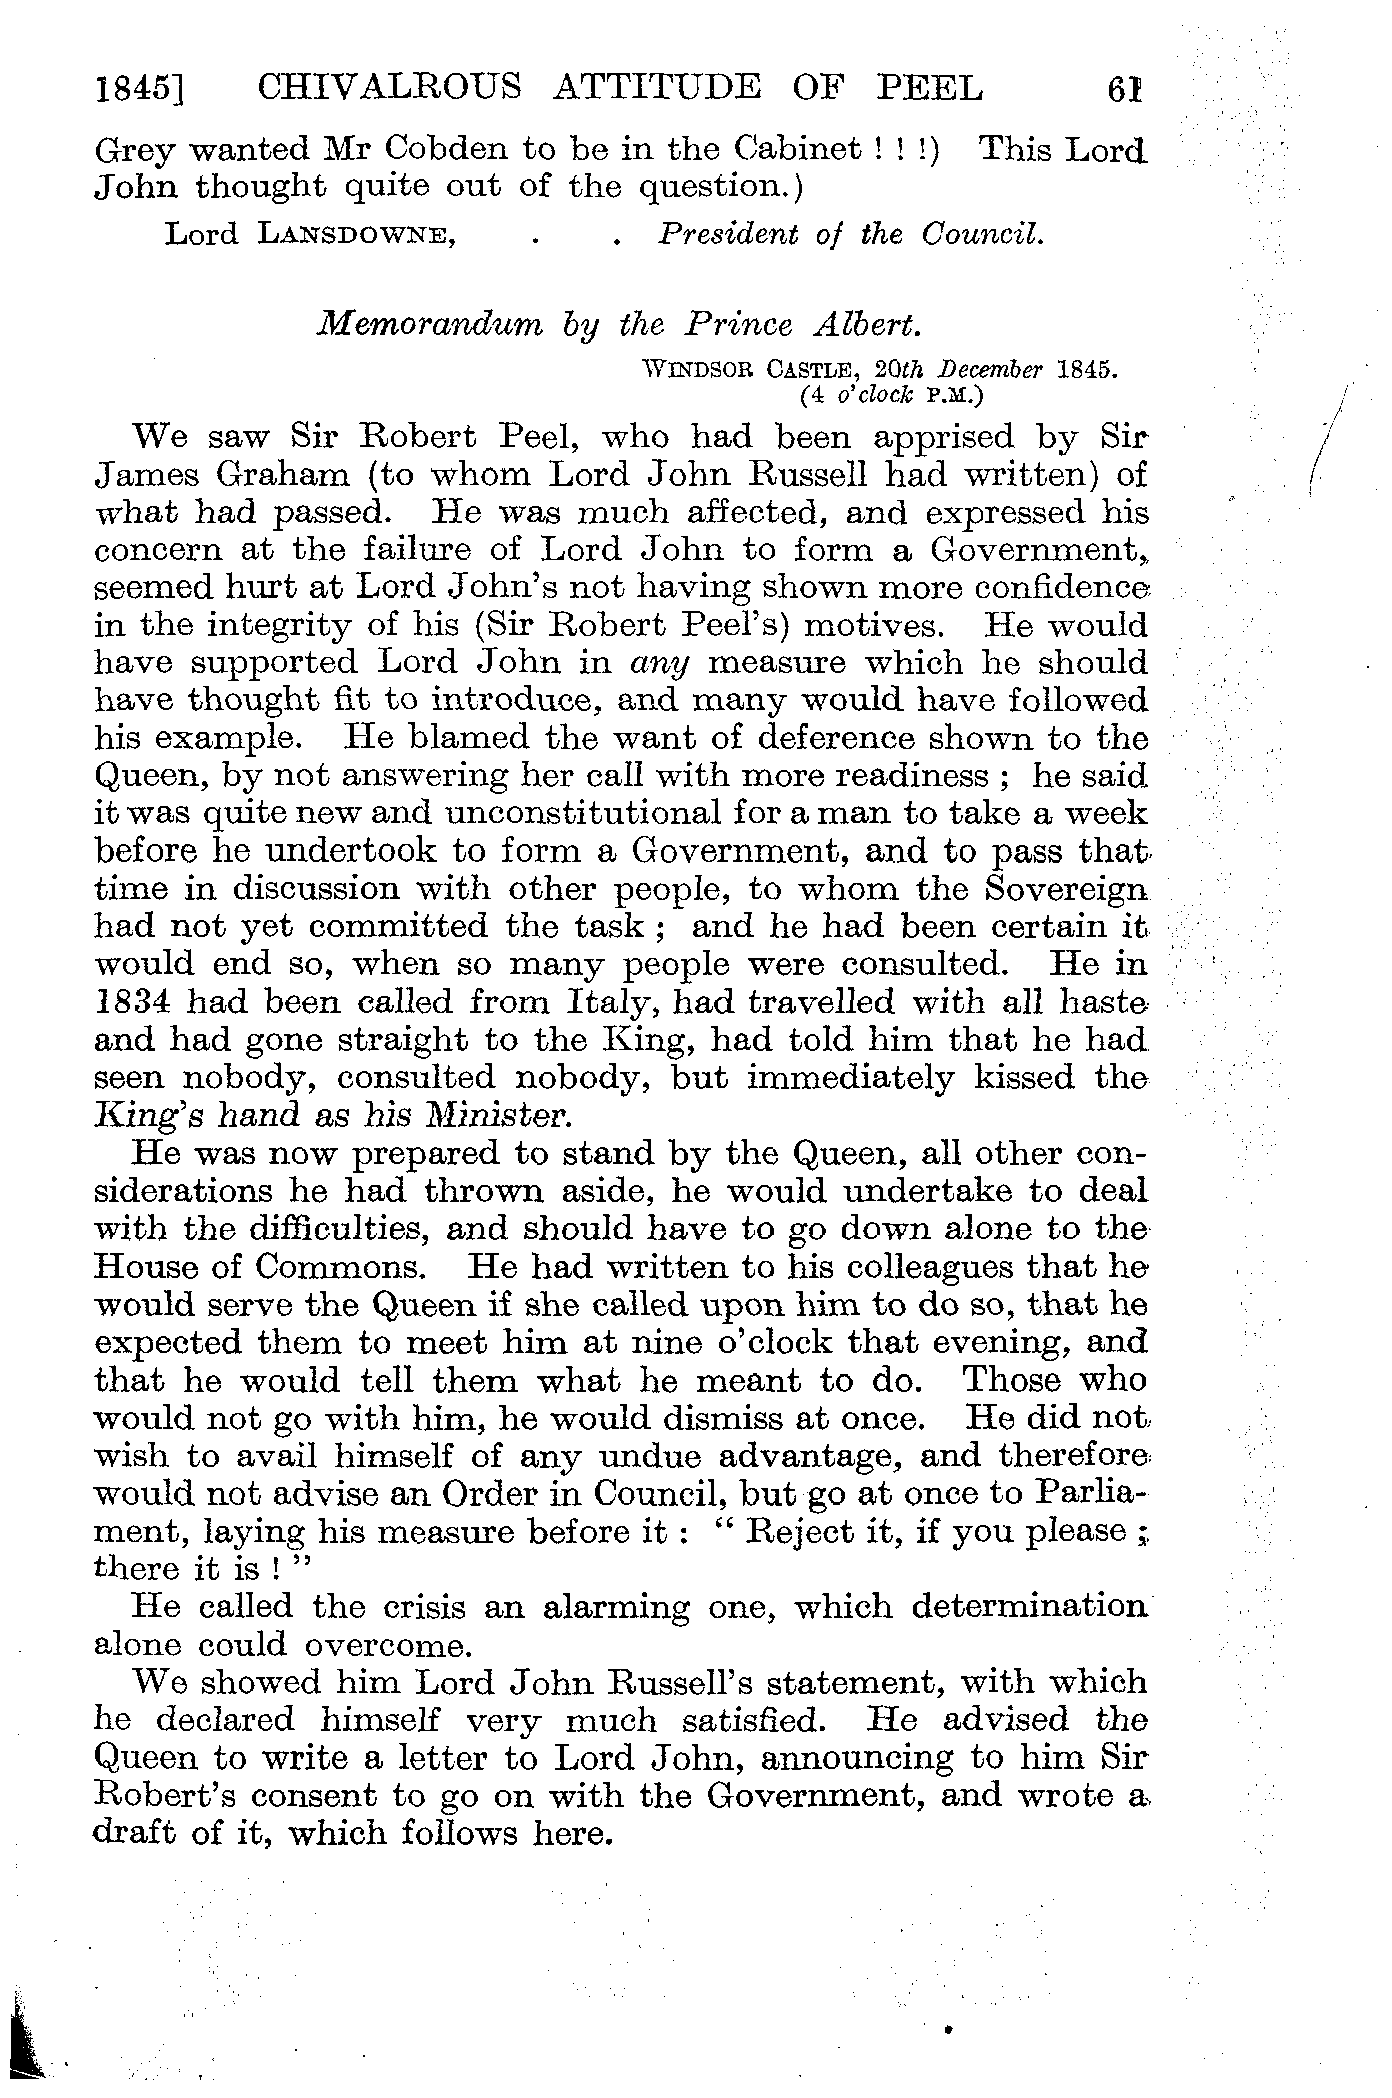 1845] CHIVALROUS ATTITUDE OF PEEL 61
Grey wanted Mr Cobden to be in the Cabinet ! ! !) This Lord
John thought quite out of the question.)
Lord LANSDOWNE, . . President of the Council.
Memorandum by the Prince Albert.
WINDSOR CASTLE, 20th December 1845.
(4 o'clock P.M.)
We saw Sir Robert Peel, who had been apprised by Sir
James Graham (to whom Lord John Russell had written) of
what had passed. He was much affected, and expressed his
concern at the failure of Lord John to form a Government,
seemed hurt at Lord John's not having shown more confidence
in the integrity of his (Sir Robert Peel's) motives. He would
have supported Lord John in any measure which he should
have thought fit to introduce, and many would have followed
his example. He blamed the want of deference shown to the
Queen, by not answering her call with more readiness ; he said
it was quite new and unconstitutional for a man to take a week
before he undertook to form a Government, and to pass that
time in discussion with other people, to whom the Sovereign
had not yet committed the task ; and he had been certain it
would end so, when so many people were consulted. He in
1834 had been called from Italy, had travelled with all haste
and had gone straight to the King, had told him that he had
seen nobody, consulted nobody, but immediately kissed the
King's hand as his Minister.
He was now prepared to stand by the Queen, all other con-
siderations he had thrown aside, he would undertake to deal
with the difficulties, and should have to go down alone to the
House of Commons. He had written to his colleagues that he
would serve the Queen if she called upon him to do so, that he
expected them to meet him at nine o'clock that evening, and
that he would tell them what he meant to do. Those who
would not go with him, he would dismiss at once. He did not
wish to avail himself of any undue advantage, and therefore
would not advise an Order in Council, but go at once to Parlia-
ment, laying his measure before it : " Reject it, if you please ;
there it is ! "
He called the crisis an alarming one, which determination
alone could overcome.
We showed him Lord John Russell's statement, with which
he declared himself very much satisfied. He advised the
Queen to write a letter to Lord John, announcing to him Sir
Robert's consent to go on with the Government, and wrote a
draft of it, which follows here.